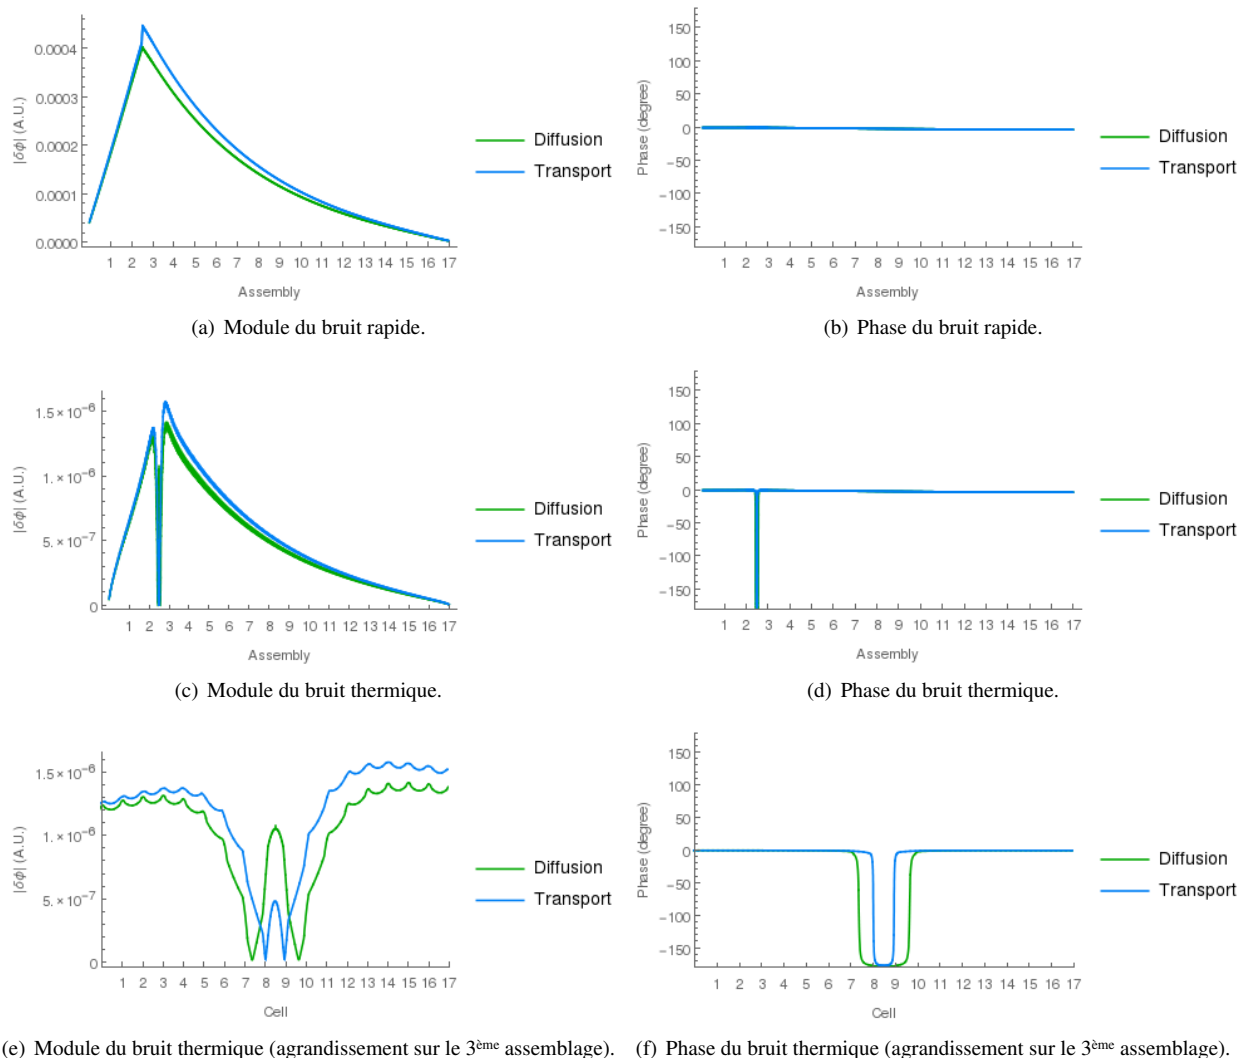 |δϕ| (A.U.)
0.0004
0.0003
0.0002
0.0001
0.0000
1 2 3 4 5 6 7 8 9 10 11 12 13 14 15 16 17
Assembly
Diffusion
Transport
(a) Module du bruit rapide.
Phase (degree)
150
100
50
0
−50
−100
−150
1 2 3 4 5 6 7 8 9 10 11 12 13 14 15 16 17
Assembly
Diffusion
Transport
(b) Phase du bruit rapide.
|δϕ| (A.U.)
1.5×10⁻⁶
1.×10⁻⁶
5.×10⁻⁷
0
1 2 3 4 5 6 7 8 9 10 11 12 13 14 15 16 17
Assembly
Diffusion
Transport
(c) Module du bruit thermique.
Phase (degree)
150
100
50
0
−50
−100
−150
1 2 3 4 5 6 7 8 9 10 11 12 13 14 15 16 17
Assembly
Diffusion
Transport
(d) Phase du bruit thermique.
|δϕ| (A.U.)
1.5×10⁻⁶
1.×10⁻⁶
5.×10⁻⁷
0
1 2 3 4 5 6 7 8 9 10 11 12 13 14 15 16 17
Cell
Diffusion
Transport
(e) Module du bruit thermique (agrandissement sur le 3ème assemblage).
Phase (degree)
150
100
50
0
−50
−100
−150
1 2 3 4 5 6 7 8 9 10 11 12 13 14 15 16 17
Cell
Diffusion
Transport
(f) Phase du bruit thermique (agrandissement sur le 3ème assemblage).